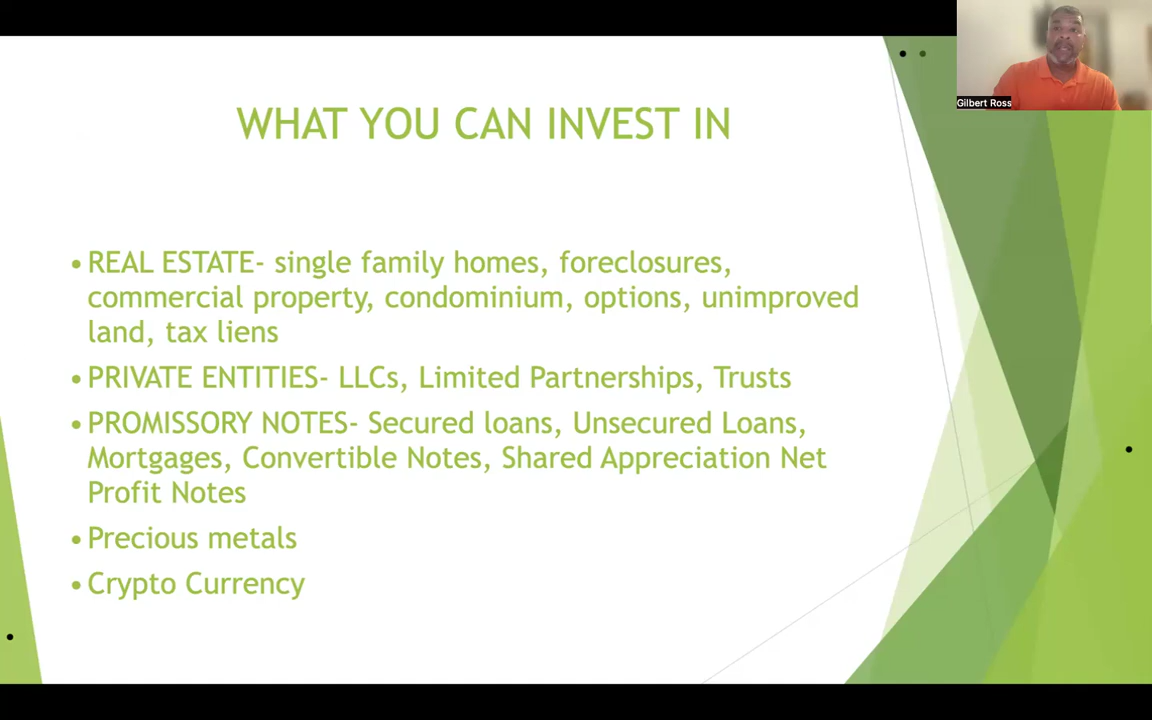 Gilbert Ross
WHAT YOU CAN INVEST IN
• REAL ESTATE- single family homes, foreclosures,
commercial property, condominium, options, unimproved
land, tax liens
• PRIVATE ENTITIES- LLCs, Limited Partnerships, Trusts
• PROMISSORY NOTES- Secured loans, Unsecured Loans,
Mortgages, Convertible Notes, Shared Appreciation Net
Profit Notes
• Precious metals
• Crypto Currency